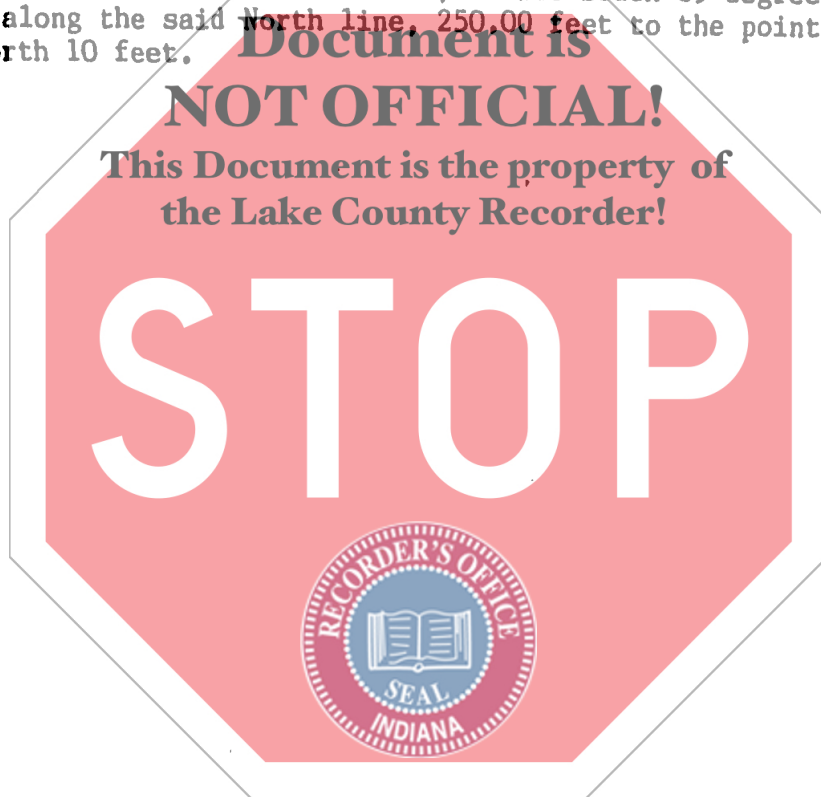 along the said North line, 250.00 feet to the point
rth 10 feet.
Document is
NOT OFFICIAL!
This Document is the property of
the Lake County Recorder!
STOP
RECORDER'S OFFICE
SEAL
INDIANA